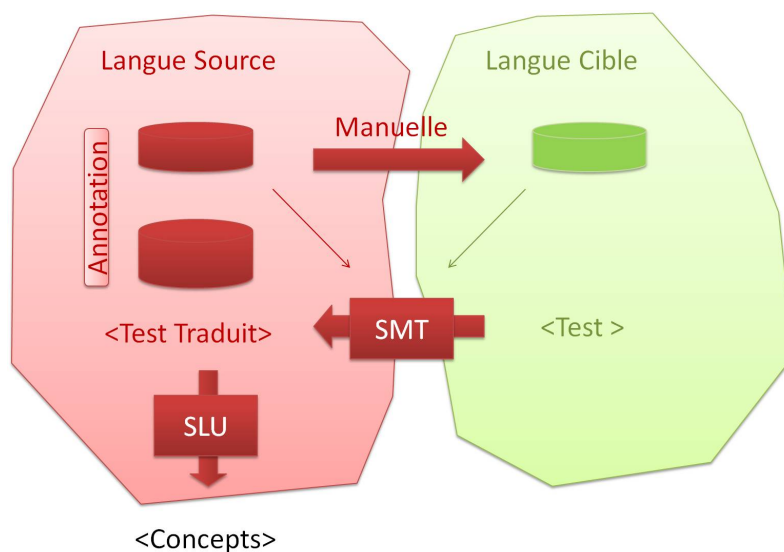 Langue Source
Langue Cible
Manuelle
Annotation
<Test Traduit>
SMT
<Test >
SLU
<Concepts>